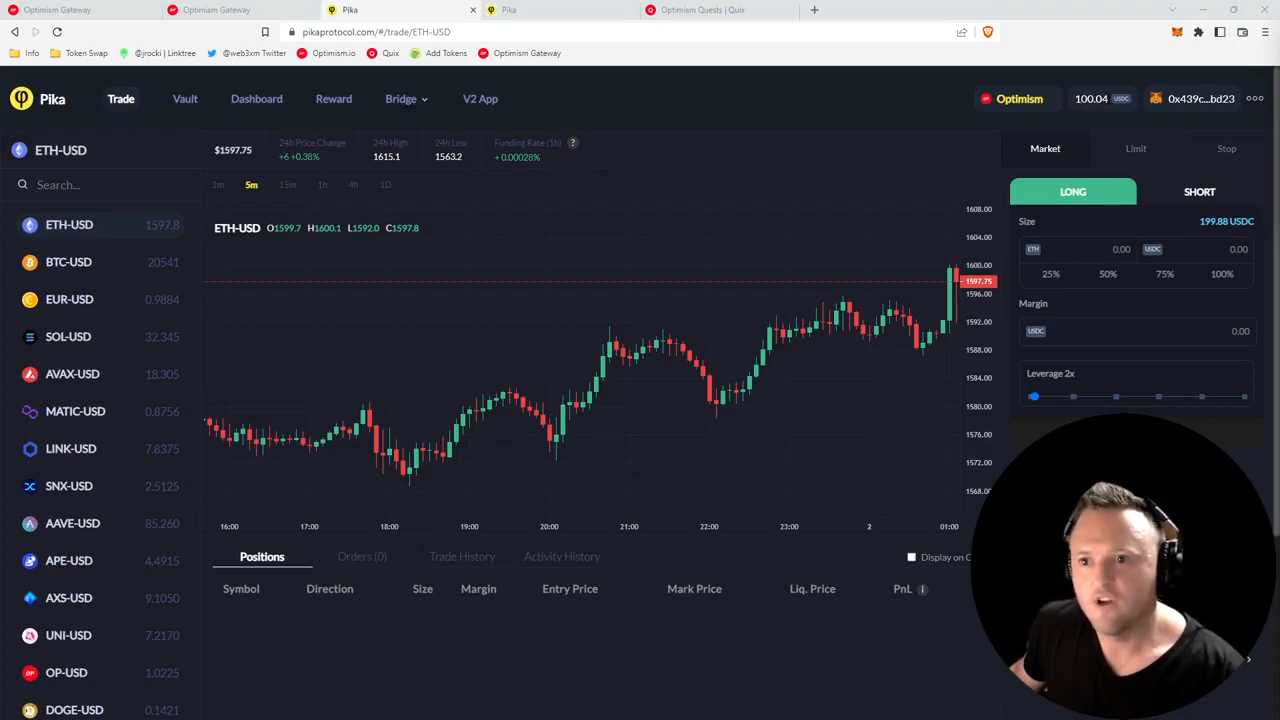 Optimism Gateway
Optimism Gateway
Pika
Pika
Optimism Quests | Quix
pikaprotocol.com/#/trade/ETH-USD
Info
Token Swap
@jrocki | Linktree
@web3xm Twitter
Optimism.io
Quix
Add Tokens
Optimism Gateway
Pika
Trade
Vault
Dashboard
Reward
Bridge
V2 App
Optimism
100.04 USDC
0x439c...bd23
ETH-USD
$1597.75
24h Price Change
+6 +0.38%
24h High
1615.1
24h Low
1563.2
Funding Rate (1h) ?
+ 0.00028%
Market
Limit
Stop
Search...
1m
5m
15m
1h
4h
1D
LONG
SHORT
ETH-USD 1597.8
BTC-USD 20541
EUR-USD 0.9884
SOL-USD 32.345
AVAX-USD 18.305
MATIC-USD 0.8756
LINK-USD 7.8375
SNX-USD 2.5125
AAVE-USD 85.260
APE-USD 4.4915
AXS-USD 9.1050
UNI-USD 7.2170
OP-USD 1.0225
DOGE-USD 0.1421
ETH-USD O1599.7 H1600.1 L1592.0 C1597.8
1608.00
1604.00
1600.00
1597.75
1596.00
1592.00
1588.00
1584.00
1580.00
1576.00
1572.00
1568.00
16:00
17:00
18:00
19:00
20:00
21:00
22:00
23:00
2
01:00
Size
199.88 USDC
ETH 0.00
USDC 0.00
25%
50%
75%
100%
Margin
USDC 0.00
Leverage 2x
Positions
Orders (0)
Trade History
Activity History
Display on
Symbol
Direction
Size
Margin
Entry Price
Mark Price
Liq. Price
PnL i